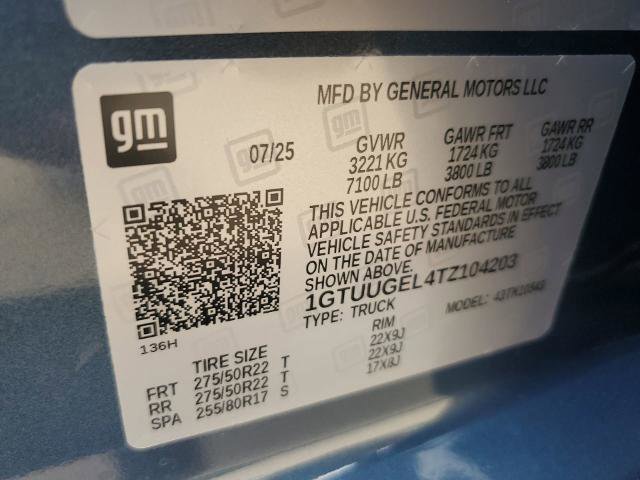 gm
MFD BY GENERAL MOTORS LLC
07/25
GVWR GAWR FRT GAWR RR
3221 KG 1724 KG 1724 KG
7100 LB 3800 LB 3800 LB
THIS VEHICLE CONFORMS TO ALL
APPLICABLE U.S. FEDERAL MOTOR
VEHICLE SAFETY STANDARDS IN EFFECT
ON THE DATE OF MANUFACTURE
SHOWN ABOVE.
1GTUUGEL4TZ104203
TYPE: TRUCK MODEL:
136H
TIRE SIZE RIM
FRT 275/50R22 T 22X9J
RR 275/50R22 T 22X9J
SPA 255/80R17 S 17X8J